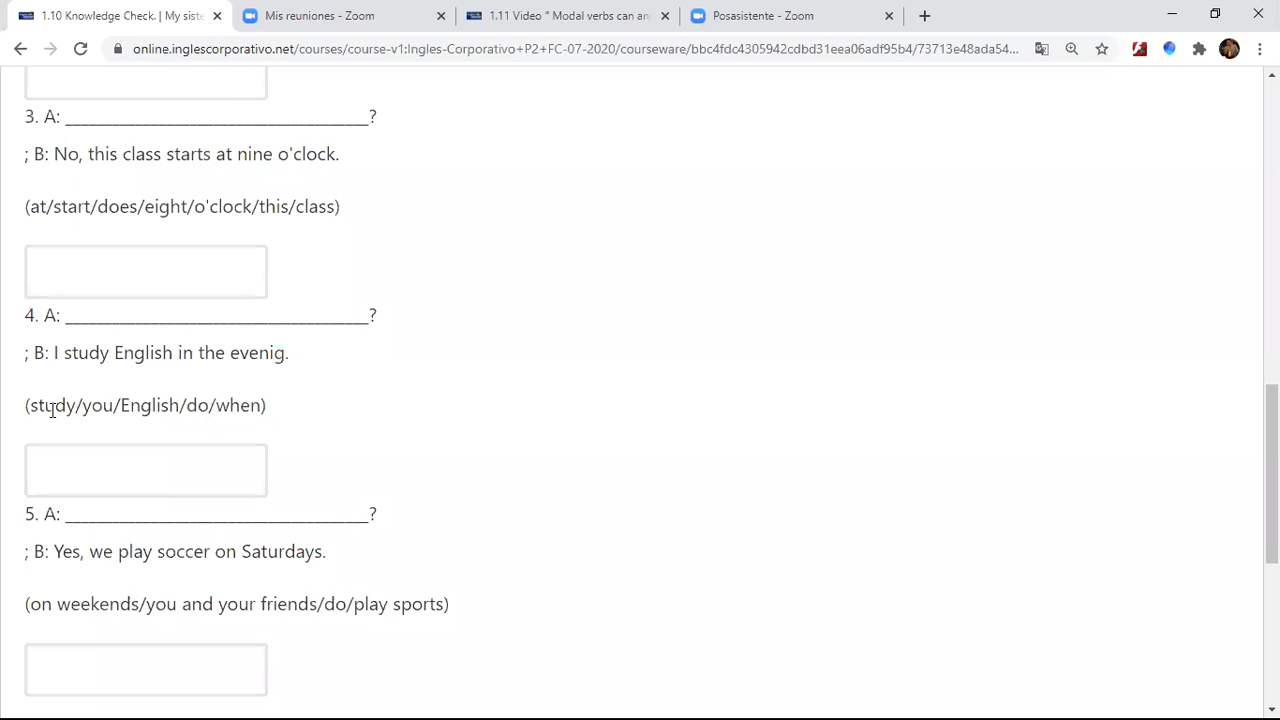 1.10 Knowledge Check. | My siste
Mis reuniones - Zoom
1.11 Video " Modal verbs can an
Posasistente - Zoom
online.inglescorporativo.net/courses/course-v1:Ingles-Corporativo+P2+FC-07-2020/courseware/bbc4fdc4305942cdbd31eea06adf95b4/73713e48ada54...
3. A: ___________________________________?
; B: No, this class starts at nine o'clock.
(at/start/does/eight/o'clock/this/class)
4. A: ___________________________________?
; B: I study English in the evenig.
(study/you/English/do/when)
5. A: ___________________________________?
; B: Yes, we play soccer on Saturdays.
(on weekends/you and your friends/do/play sports)